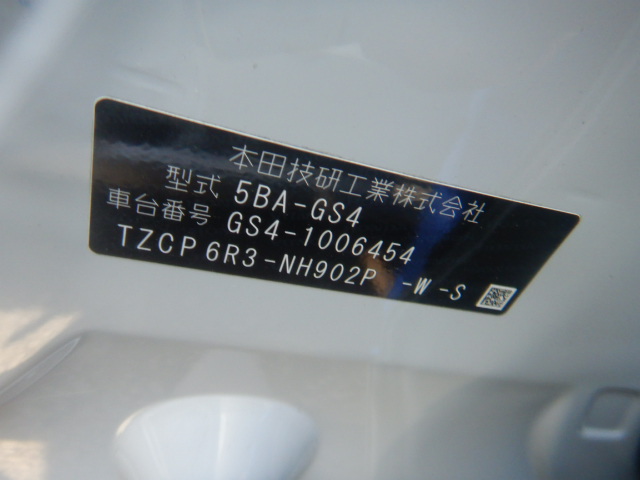 本田技研工業株式会社
型式 5BA-GS4
車台番号 GS4-1006454
TZCP 6R3-NH902P -W -S